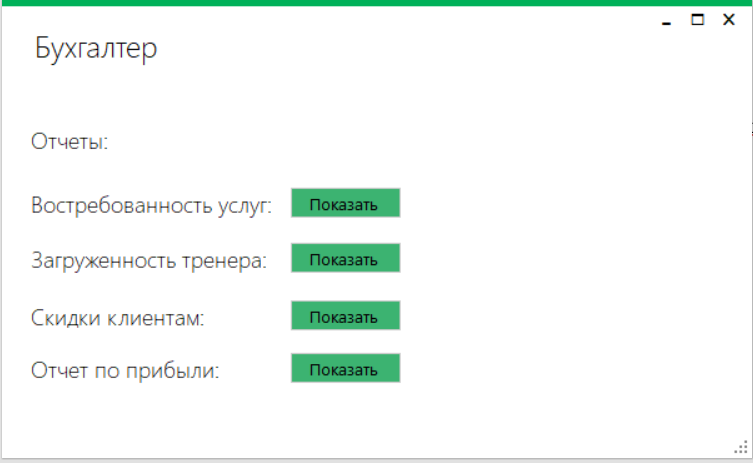 Бухгалтер
Отчеты:
Востребованность услуг: Показать
Загруженность тренера: Показать
Скидки клиентам: Показать
Отчет по прибыли: Показать